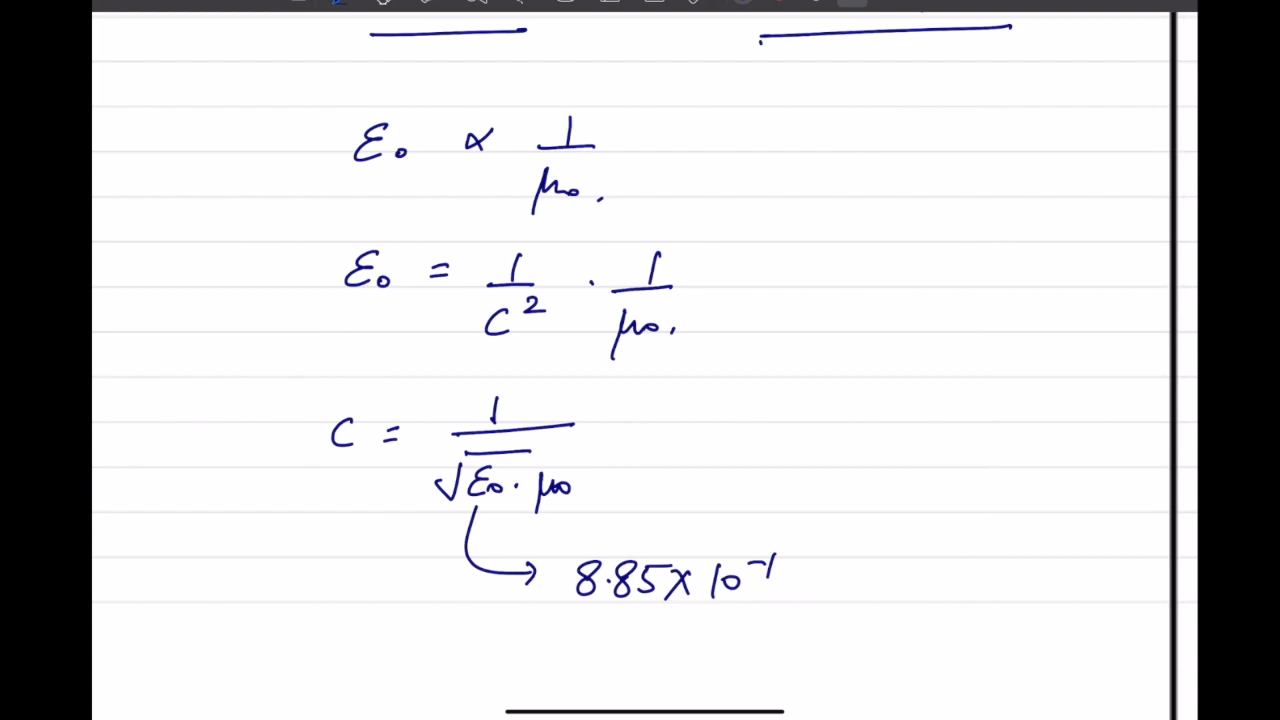 ε₀ ∝ 1/μ₀.
ε₀ = 1/C² · 1/μ₀.
C = 1/√ε₀ · μ₀
→ 8.85 × 10⁻¹